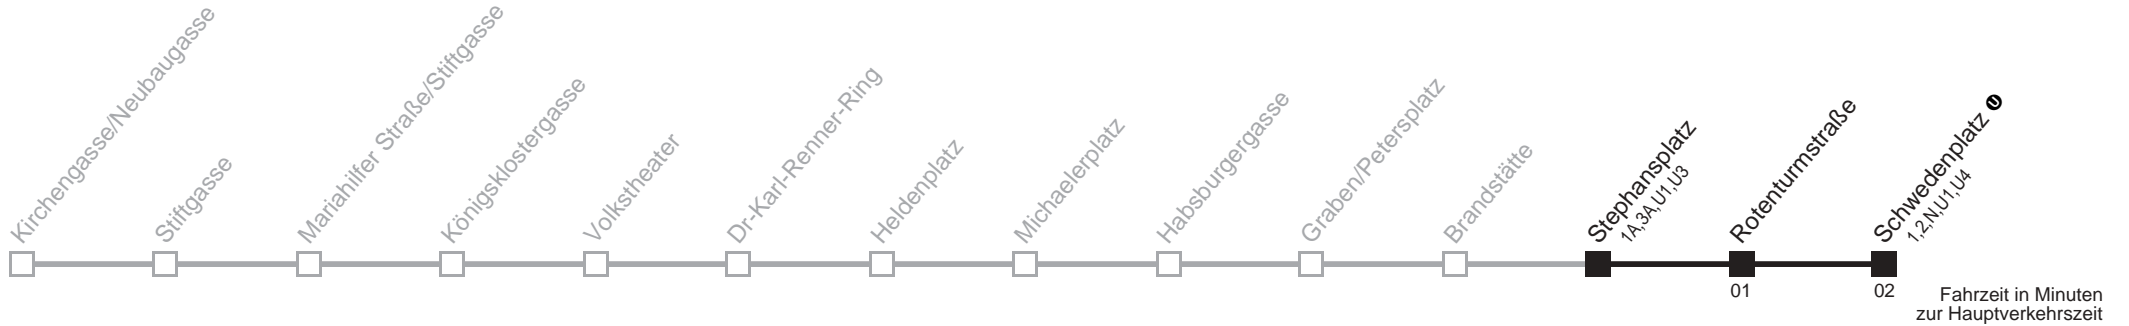 Kirchengasse/Neubaugasse
Stiftgasse
Mariahilfer Straße/Stiftgasse
Königsklostergasse
Volkstheater
Dr-Karl-Renner-Ring
Heldenplatz
Michaelerplatz
Habsburgergasse
Graben/Petersplatz
Brandstätte
Stephansplatz
1A,3A,U1,U3
Rotenturmstraße
Schwedenplatz U
1,2,N,U1,U4
01
02
Fahrzeit in Minuten
zur Hauptverkehrszeit